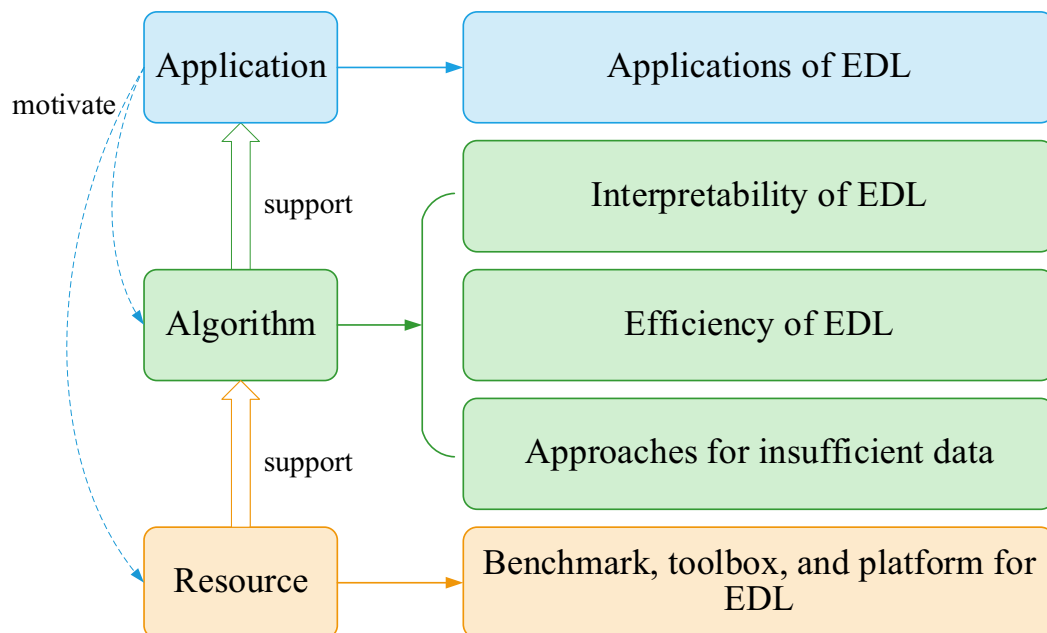 Application
Applications of EDL
motivate
Interpretability of EDL
support
Algorithm
Efficiency of EDL
Approaches for insufficient data
support
Resource
Benchmark, toolbox, and platform for
EDL